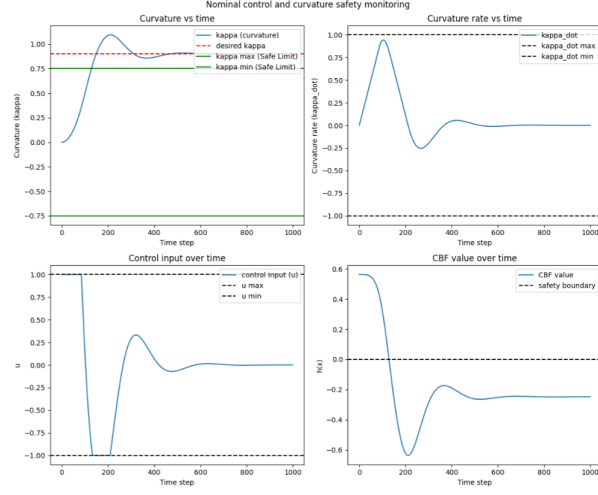 Nominal control and curvature safety monitoring
Curvature vs time
Curvature (kappa)
1.00
0.75
0.50
0.25
0.00
−0.25
−0.50
−0.75
0
200
400
600
800
1000
Time step
kappa (curvature)
desired kappa
kappa max (Safe Limit)
kappa min (Safe Limit)
Curvature rate vs time
Curvature rate (kappa_dot)
1.00
0.75
0.50
0.25
0.00
−0.25
−0.50
−0.75
−1.00
0
200
400
600
800
1000
Time step
kappa_dot
kappa_dot max
kappa_dot min
Control input over time
u
1.00
0.75
0.50
0.25
0.00
−0.25
−0.50
−0.75
−1.00
0
200
400
600
800
1000
Time step
control input (u)
u max
u min
CBF value over time
h(x)
0.6
0.4
0.2
0.0
−0.2
−0.4
−0.6
0
200
400
600
800
1000
Time step
CBF value
safety boundary